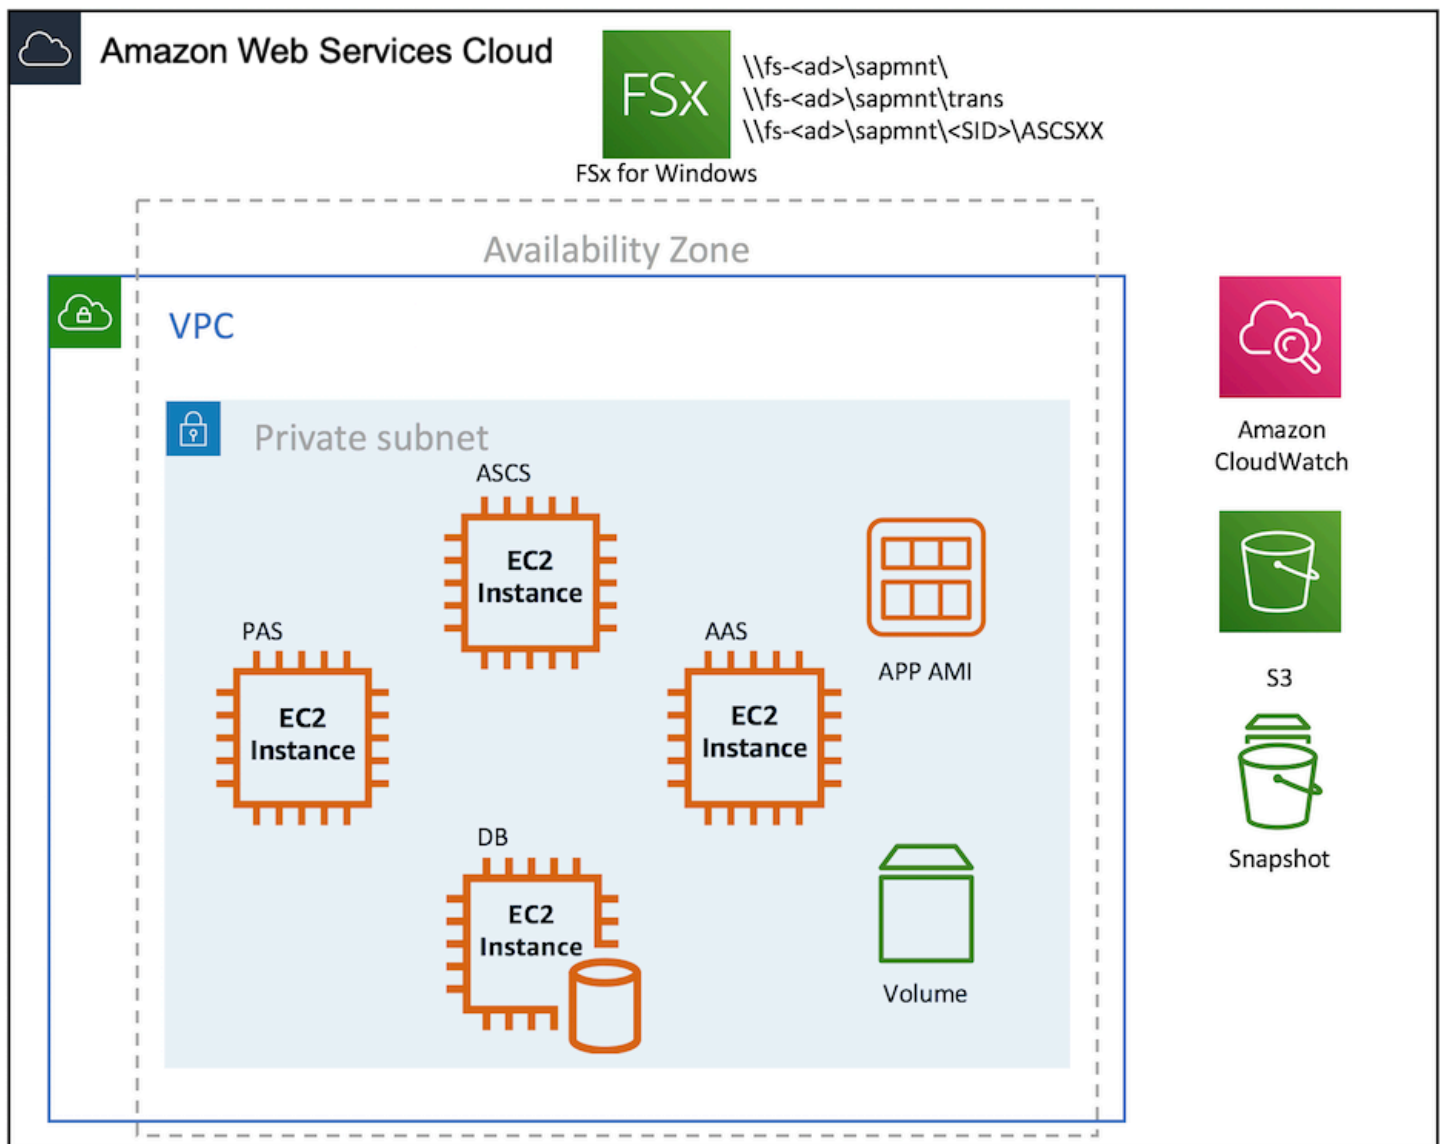 Amazon Web Services Cloud
FSx
\\fs-<ad>\sapmnt\
\\fs-<ad>\sapmnt\trans
\\fs-<ad>\sapmnt\<SID>\ASCSXX
FSx for Windows
Availability Zone
VPC
Private subnet
ASCS
EC2
Instance
PAS
EC2
Instance
AAS
EC2
Instance
APP AMI
DB
EC2
Instance
Volume
Amazon
CloudWatch
S3
Snapshot